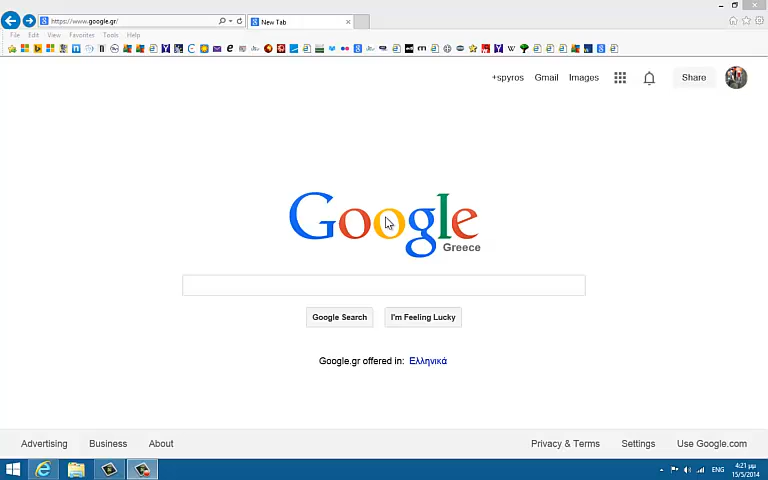 https://www.google.gr/
New Tab
File Edit View Favorites Tools Help
+spyros Gmail Images Share
Google
Greece
Google Search I'm Feeling Lucky
Google.gr offered in: Ελληνικά
Advertising Business About Privacy & Terms Settings Use Google.com
ENG 4:21 μμ
15/5/2014